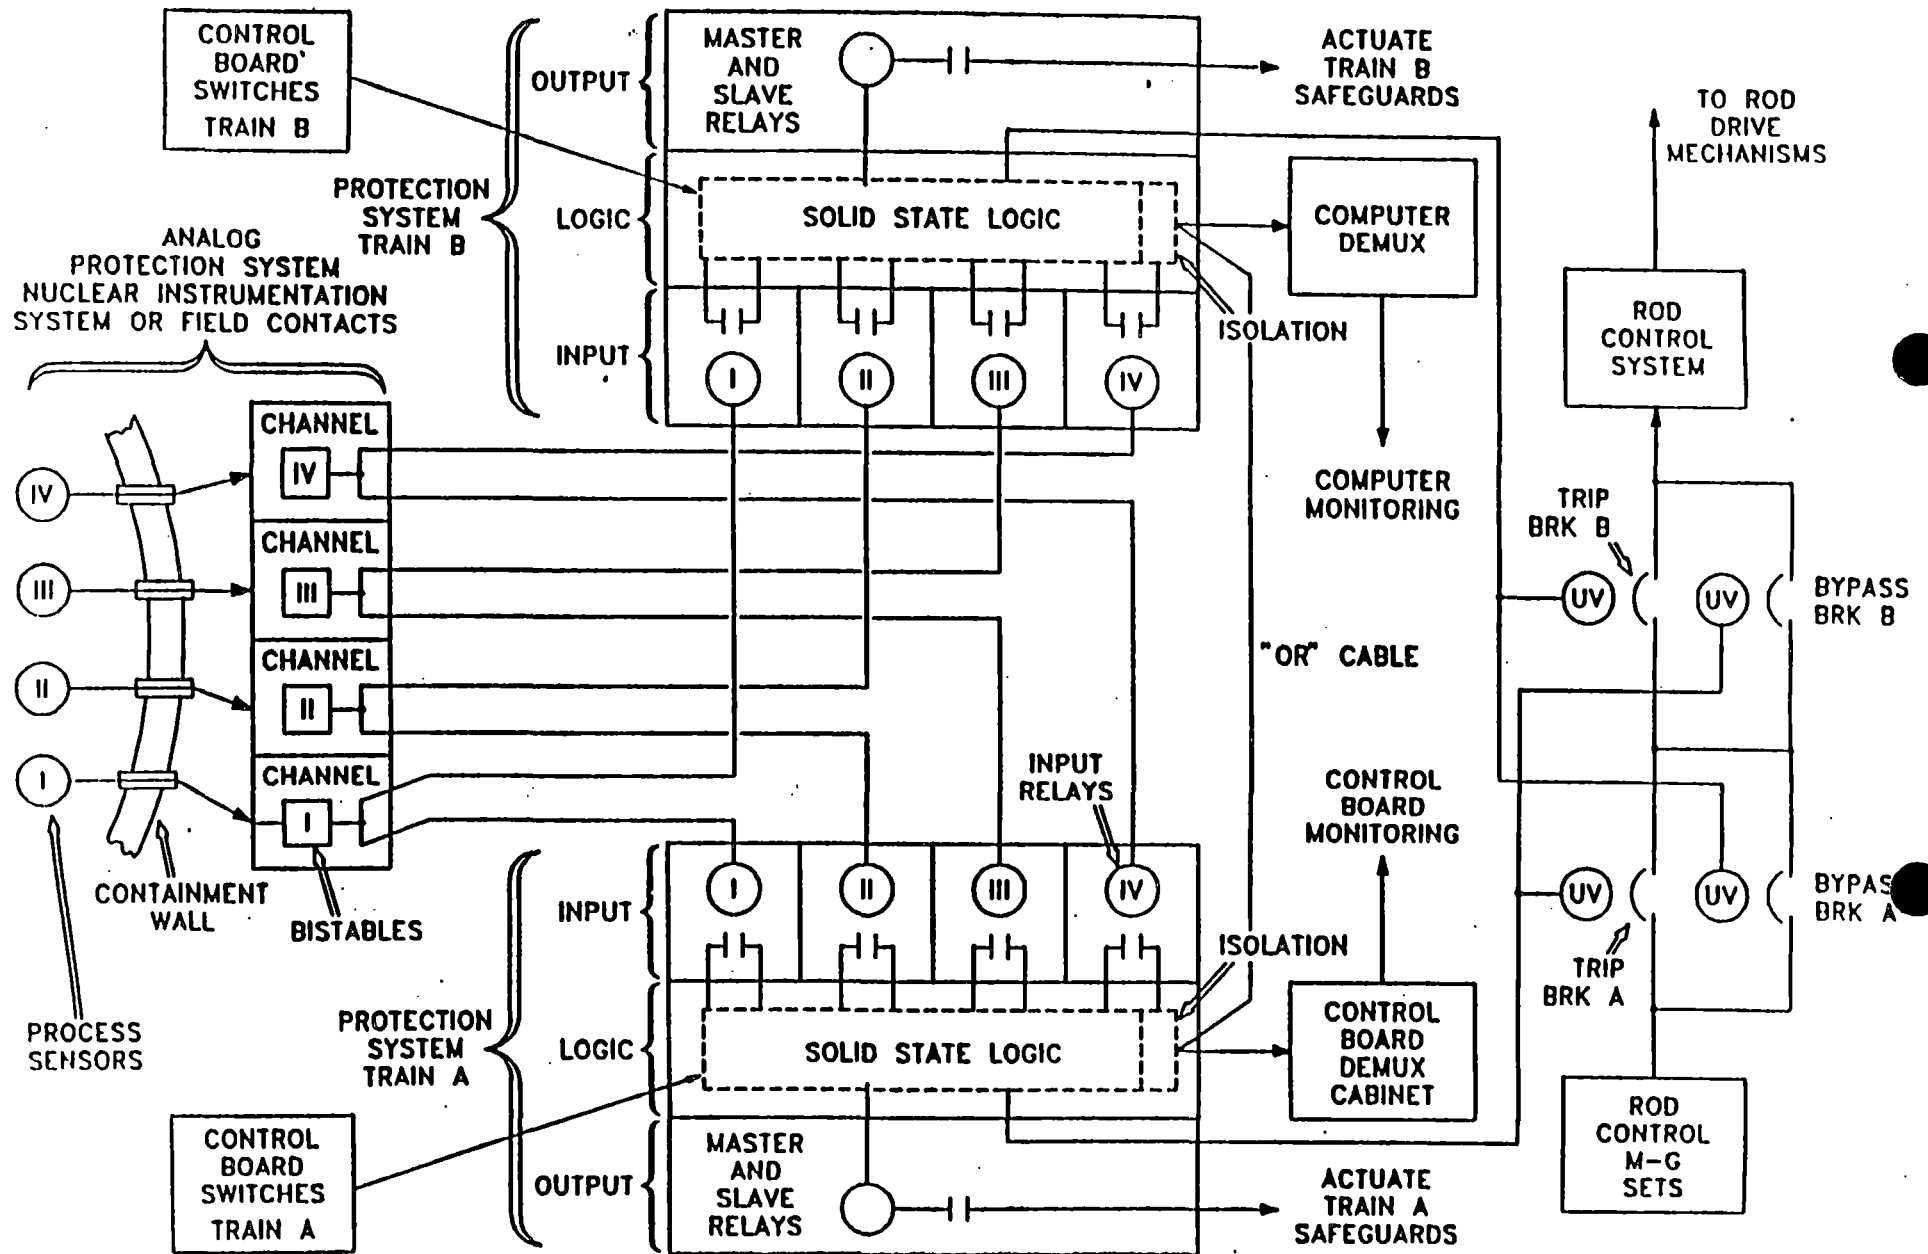 CONTROL
BOARD'
SWITCHES
TRAIN B
OUTPUT
MASTER
AND
SLAVE
RELAYS
ACTUATE
TRAIN B
SAFEGUARDS
TO ROD
DRIVE
MECHANISMS
PROTECTION
SYSTEM
TRAIN B
LOGIC
SOLID STATE LOGIC
COMPUTER
DEMUX
ISOLATION
ROD
CONTROL
SYSTEM
ANALOG
PROTECTION SYSTEM
NUCLEAR INSTRUMENTATION
SYSTEM OR FIELD CONTACTS
INPUT
I
II
III
IV
COMPUTER
MONITORING
CHANNEL
IV
CHANNEL
III
CHANNEL
II
CHANNEL
I
IV
III
II
I
CONTAINMENT
WALL
BISTABLES
PROCESS
SENSORS
TRIP
BRK B
UV
UV
BYPASS
BRK B
"OR" CABLE
INPUT
RELAYS
CONTROL
BOARD
MONITORING
INPUT
I
II
III
IV
ISOLATION
UV
UV
BYPAS
BRK A
TRIP
BRK A
PROTECTION
SYSTEM
TRAIN A
LOGIC
SOLID STATE LOGIC
CONTROL
BOARD
DEMUX
CABINET
ROD
CONTROL
M-G
SETS
CONTROL
BOARD
SWITCHES
TRAIN A
OUTPUT
MASTER
AND
SLAVE
RELAYS
ACTUATE
TRAIN A
SAFEGUARDS